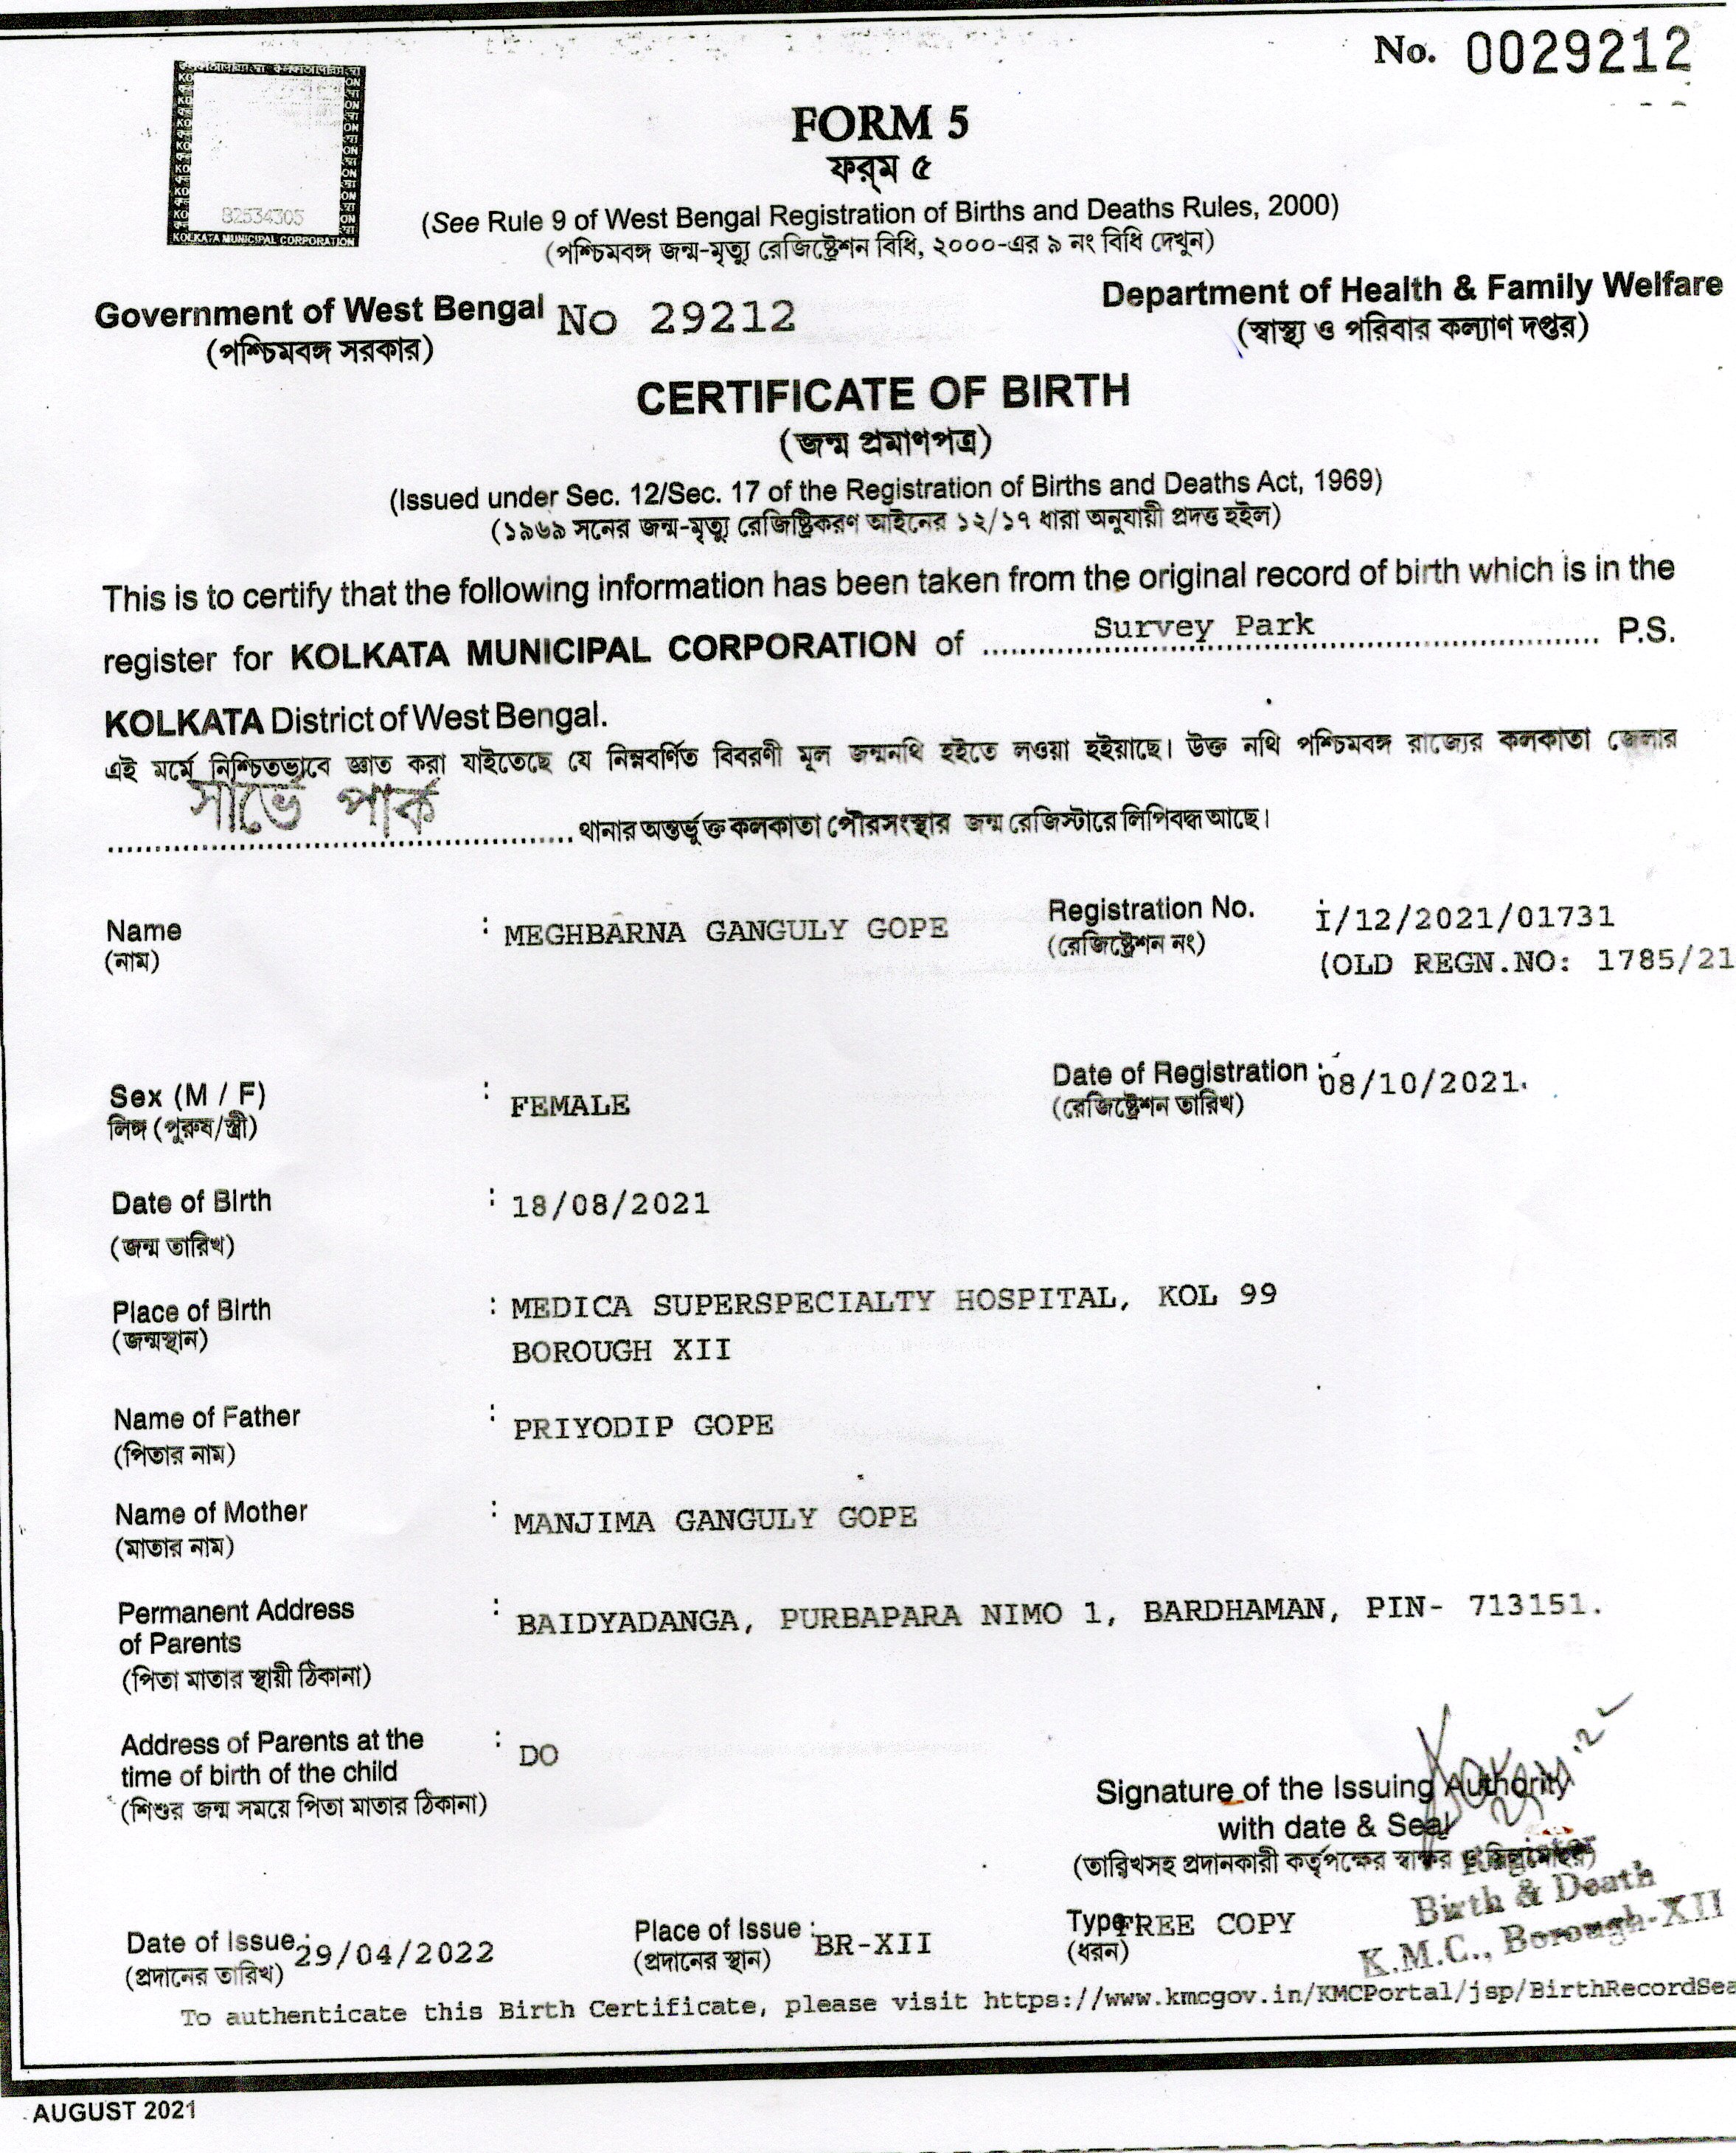 No. 0029212
82534305
KOLKATA MUNICIPAL CORPORATION
FORM 5
ফর্‌ম ৫
(See Rule 9 of West Bengal Registration of Births and Deaths Rules, 2000)
(পশ্চিমবঙ্গ জন্ম-মৃত্যু রেজিষ্ট্রেশন বিধি, ২০০০-এর ৯ নং বিধি দেখুন)
Government of West Bengal No 29212 Department of Health & Family Welfare
(পশ্চিমবঙ্গ সরকার) (স্বাস্থ্য ও পরিবার কল্যাণ দপ্তর)
CERTIFICATE OF BIRTH
(জন্ম প্রমাণপত্র)
(Issued under Sec. 12/Sec. 17 of the Registration of Births and Deaths Act, 1969)
(১৯৬৯ সনের জন্ম-মৃত্যু রেজিষ্ট্রিকরণ আইনের ১২/১৭ ধারা অনুযায়ী প্রদত্ত হইল)
This is to certify that the following information has been taken from the original record of birth which is in the
register for KOLKATA MUNICIPAL CORPORATION of Survey Park P.S.
KOLKATA District of West Bengal.
এই মর্মে নিশ্চিতভাবে জ্ঞাত করা যাইতেছে যে নিম্নবর্ণিত বিবরণী মূল জন্মনথি হইতে লওয়া হইয়াছে। উক্ত নথি পশ্চিমবঙ্গ রাজ্যের কলকাতা জেলার
সার্ভে পার্ক থানার অন্তর্ভুক্ত কলকাতা পৌরসংস্থার জন্ম রেজিস্টারে লিপিবদ্ধ আছে।
Name : MEGHBARNA GANGULY GOPE Registration No. I/12/2021/01731
(নাম) (রেজিষ্ট্রেশন নং) (OLD REGN.NO: 1785/21
Sex (M / F) : FEMALE Date of Registration : 08/10/2021.
লিঙ্গ (পুরুষ/স্ত্রী) (রেজিষ্ট্রেশন তারিখ)
Date of Birth : 18/08/2021
(জন্ম তারিখ)
Place of Birth : MEDICA SUPERSPECIALTY HOSPITAL, KOL 99
(জন্মস্থান) BOROUGH XII
Name of Father : PRIYODIP GOPE
(পিতার নাম)
Name of Mother : MANJIMA GANGULY GOPE
(মাতার নাম)
Permanent Address : BAIDYADANGA, PURBAPARA NIMO 1, BARDHAMAN, PIN- 713151.
of Parents
(পিতা মাতার স্থায়ী ঠিকানা)
Address of Parents at the : DO
time of birth of the child
(শিশুর জন্ম সময়ে পিতা মাতার ঠিকানা)
Signature of the Issuing Authority
with date & Seal
(তারিখসহ প্রদানকারী কর্তৃপক্ষের স্বাক্ষর
Birth & Death
K.M.C., Borough-XII
Date of Issue : 29/04/2022 Place of Issue : BR-XII Type FREE COPY
(প্রদানের তারিখ) (প্রদানের স্থান) (ধরন)
To authenticate this Birth Certificate, please visit https://www.kmcgov.in/KMCPortal/jsp/BirthRecordSea
AUGUST 2021